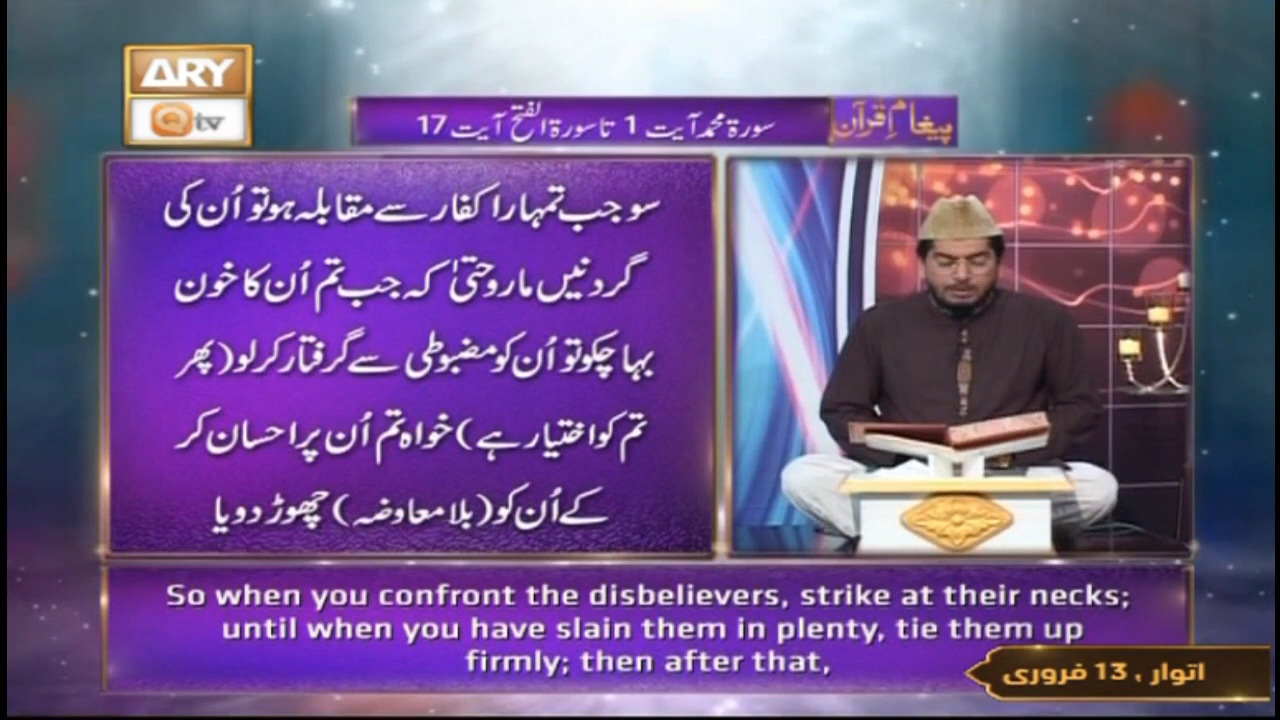 ARY
Qtv
پیغامِ قرآن
سورۃ محمد آیت 1 تا سورۃ الفتح آیت 17
سو جب تمہارا کفار سے مقابلہ ہو تو اُن کی
گردنیں مارو حتیٰ کہ جب تم اُن کا خون
بہا چکو تو اُن کو مضبوطی سے گرفتار کرلو (پھر
تم کو اختیار ہے) خواہ تم اُن پر احسان کر
کے اُن کو (بلا معاوضہ) چھوڑ دو یا
So when you confront the disbelievers, strike at their necks;
until when you have slain them in plenty, tie them up
firmly; then after that,
اتوار ، 13 فروری